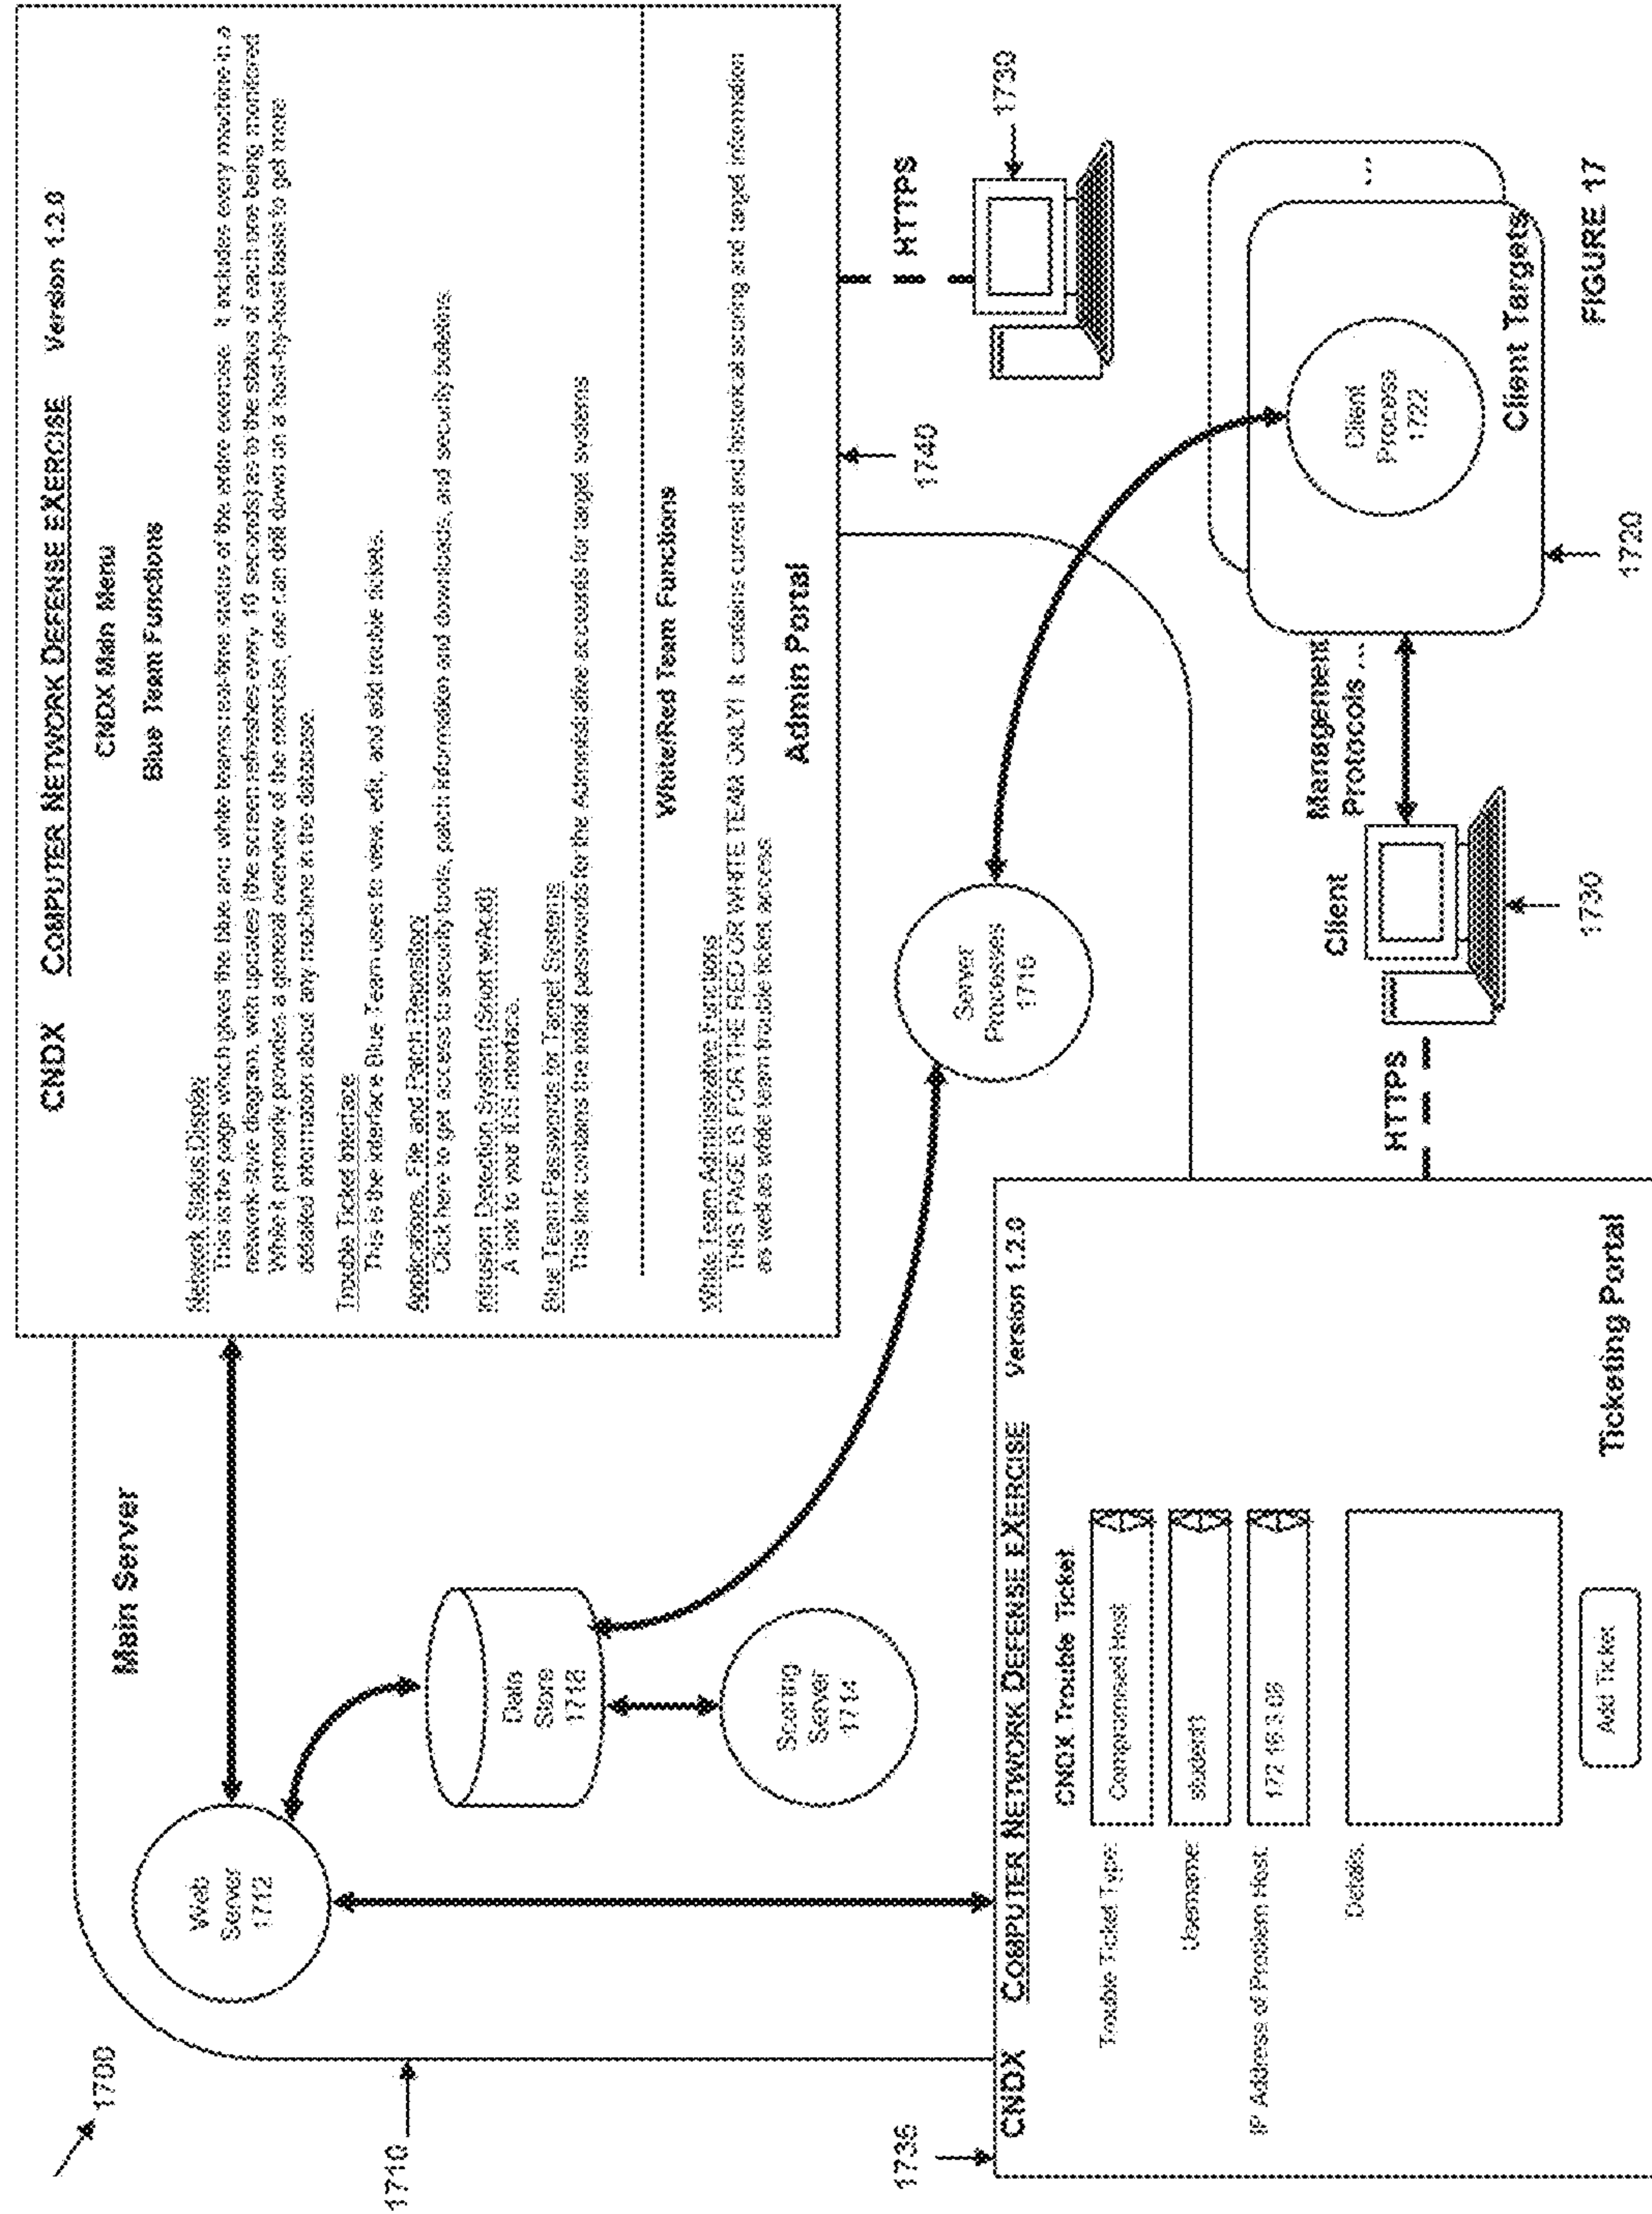 1700
1710
Main Server
Web
Server
1712
Data
Store
1718
Scoring
Server
1714
Server
Processes
1716
CNDX COMPUTER NETWORK DEFENSE EXERCISE Version 1.2.0
CNDX Main Menu
Blue Team Functions
Network Status Display
This is the page which gives the blue and white teams real-time status of the entire exercise. It includes every machine in a
network-style diagram, with updates (the screen refreshes every 10 seconds) as to the status of each one being monitored
While it primarily provides a general overview of the exercise, one can drill down on a host-by-host basis to get more
detailed information about any machine in the database.
Trouble Ticket Interface
This is the interface Blue Team uses to view, edit, and add trouble tickets.
Applications, File and Patch Repository
Click here to get access to security tools, patch information and downloads, and security bulletins.
Intrusion Detection System (Snort w/Acid)
A link to your IDS interface.
Blue Team Passwords for Target Systems
This link contains the initial passwords for the Administrative accounts for target systems
White/Red Team Functions
White Team Administrative Functions
THIS PAGE IS FOR THE RED OR WHITE TEAM ONLY! It contains current and historical scoring and target information
as well as white team trouble ticket access
Admin Portal
1740
HTTPS
1730
1735
CNDX COMPUTER NETWORK DEFENSE EXERCISE Version 1.2.0
CNDX Trouble Ticket
Trouble Ticket Type: Compromised Host
Username: student1
IP Address of Problem Host:
Details:
Add Ticket
Ticketing Portal
HTTPS
Client
1730
Management
Protocols ...
Client
Process
1722
...
Client Targets
1720
FIGURE 17